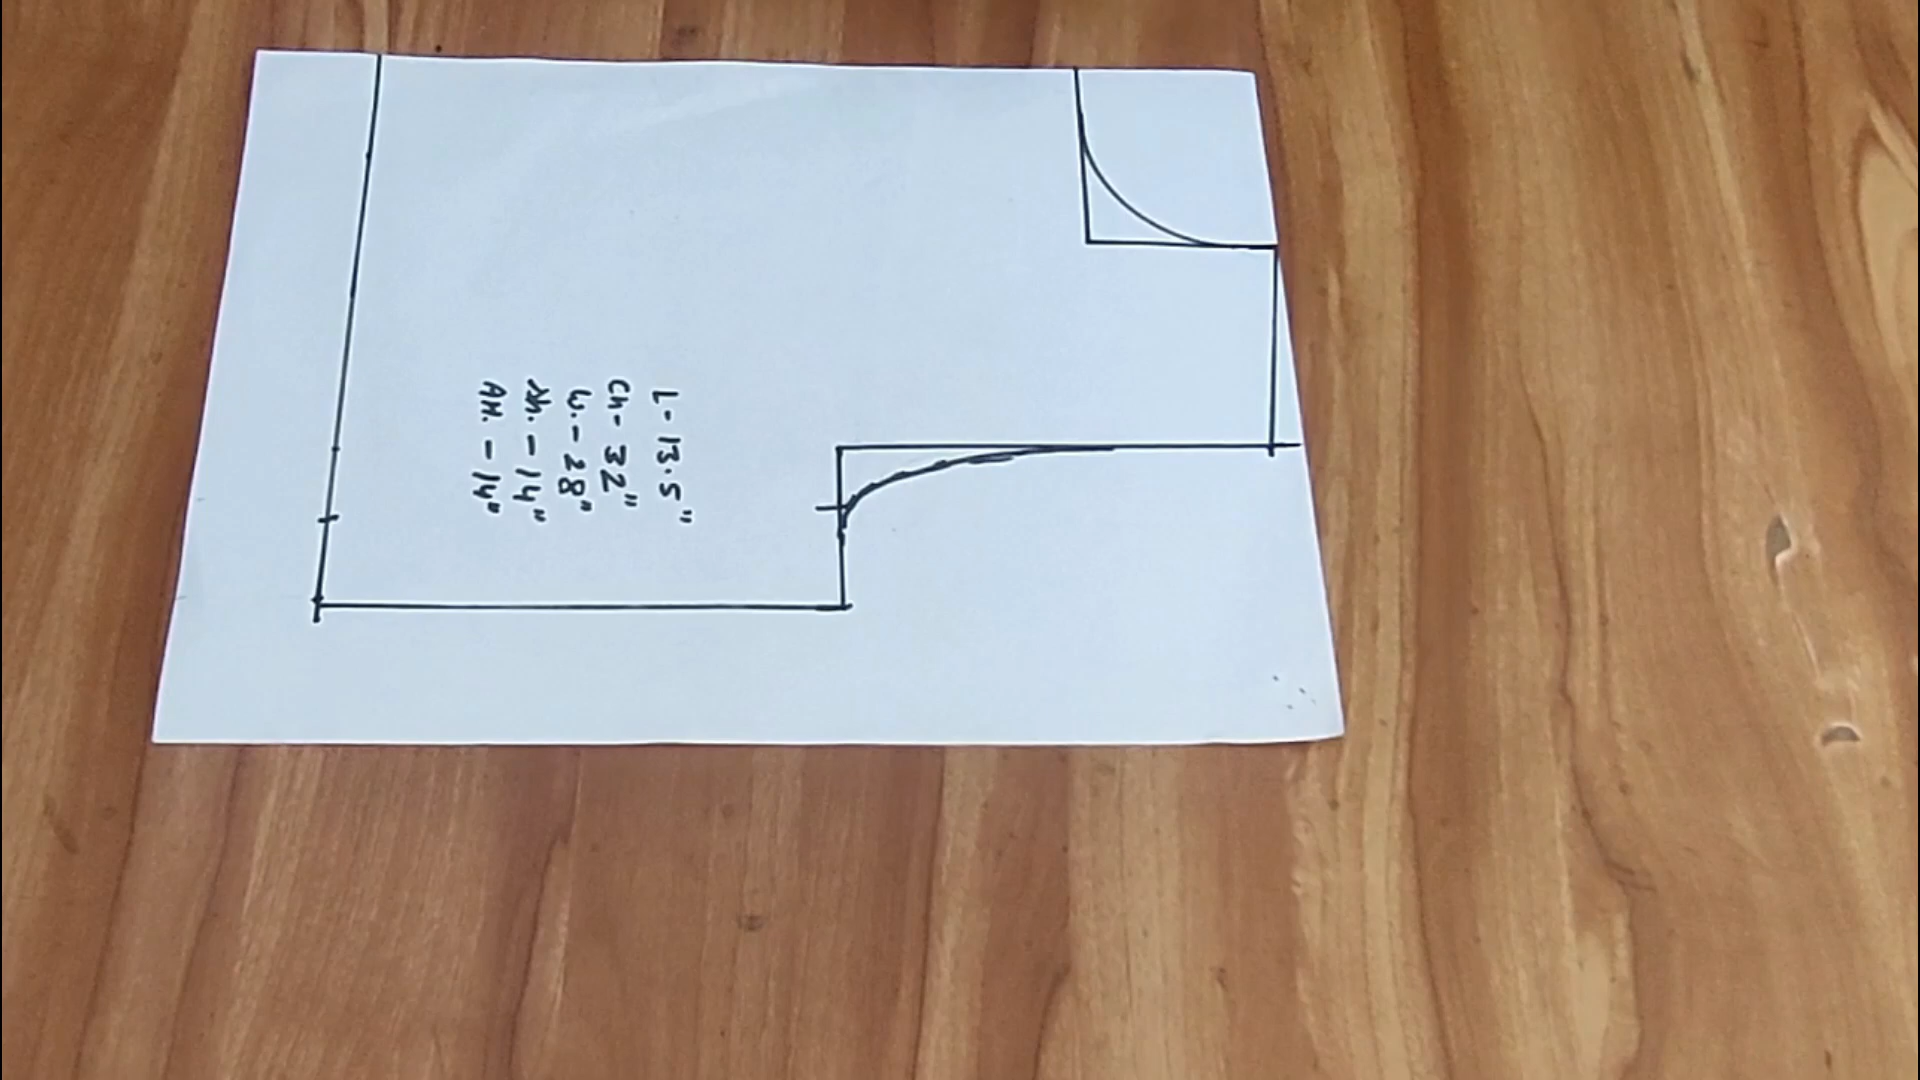 L - 13.5"
Ch - 32"
W. - 28"
Sh. - 14"
AH. - 14"